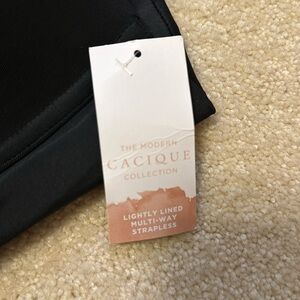 THE MODERN
CACIQUE
COLLECTION
LIGHTLY LINED
MULTI-WAY
STRAPLESS